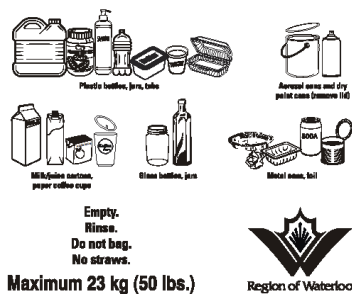 Plastic bottles, jars, tubs
Aerosol cans and dry
paint cans (remove lid)
Milk/juice cartons,
paper coffee cups
Glass bottles, jars
SODA
Metal cans, foil
Empty.
Rinse.
Do not bag.
No straws.
Maximum 23 kg (50 lbs.)
Region of Waterloo